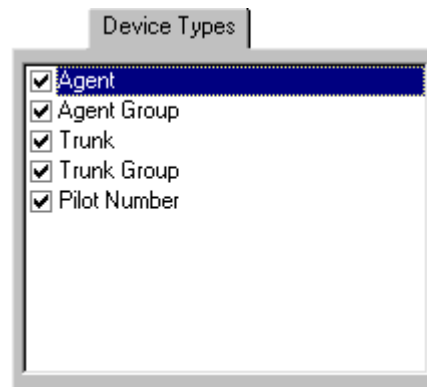 Device Types
Agent
Agent Group
Trunk
Trunk Group
Pilot Number